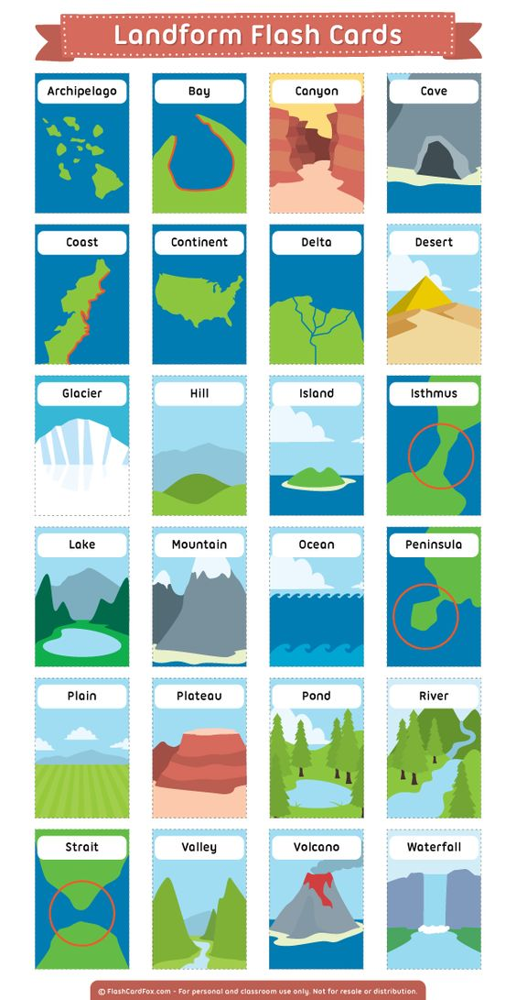 Landform Flash Cards
Archipelago
Bay
Canyon
Cave
Coast
Continent
Delta
Desert
Glacier
Hill
Island
Isthmus
Lake
Mountain
Ocean
Peninsula
Plain
Plateau
Pond
River
Strait
Valley
Volcano
Waterfall
© FlashCardFox.com - For personal and classroom use only. Not for resale or distribution.